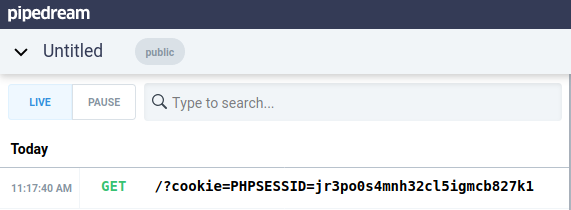 pipedream
Untitled public
LIVE PAUSE Type to search...
Today
11:17:40 AM GET /?cookie=PHPSESSID=jr3po0s4mnh32cl5igmcb827k1